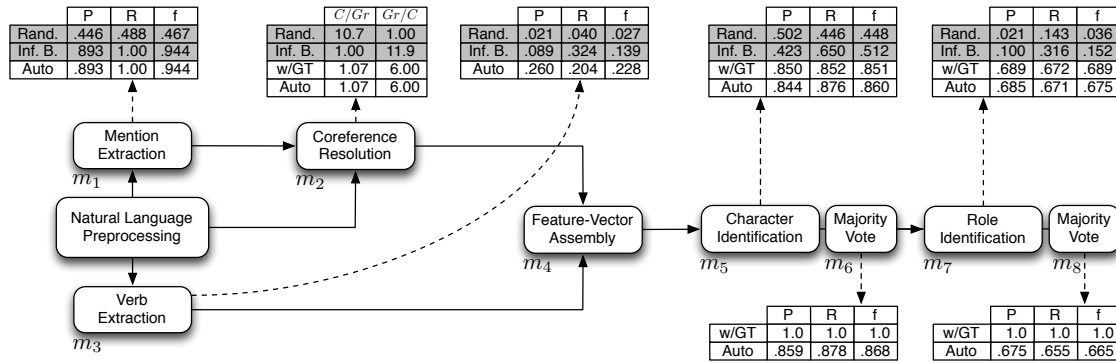 P R f
Rand. .446 .488 .467
Inf. B. 893 1.00 .944
Auto .893 1.00 .944
C/Gr Gr/C
Rand. 10.7 1.00
Inf. B. 1.00 11.9
w/GT 1.07 6.00
Auto 1.07 6.00
P R f
Rand. .021 .040 .027
Inf. B. .089 .324 .139
Auto .260 .204 .228
P R f
Rand. .502 .446 .448
Inf. B. .423 .650 .512
w/GT .850 .852 .851
Auto .844 .876 .860
P R f
Rand. .021 .143 .036
Inf. B. .100 .316 .152
w/GT .689 .672 .689
Auto .685 .671 .675
Mention
Extraction
m1
Coreference
Resolution
m2
Natural Language
Preprocessing
Verb
Extraction
m3
Feature-Vector
Assembly
m4
Character
Identification
m5
Majority
Vote
m6
Role
Identification
m7
Majority
Vote
m8
P R f
w/GT 1.0 1.0 1.0
Auto .859 .878 .868
P R f
w/GT 1.0 1.0 1.0
Auto .675 .655 .665